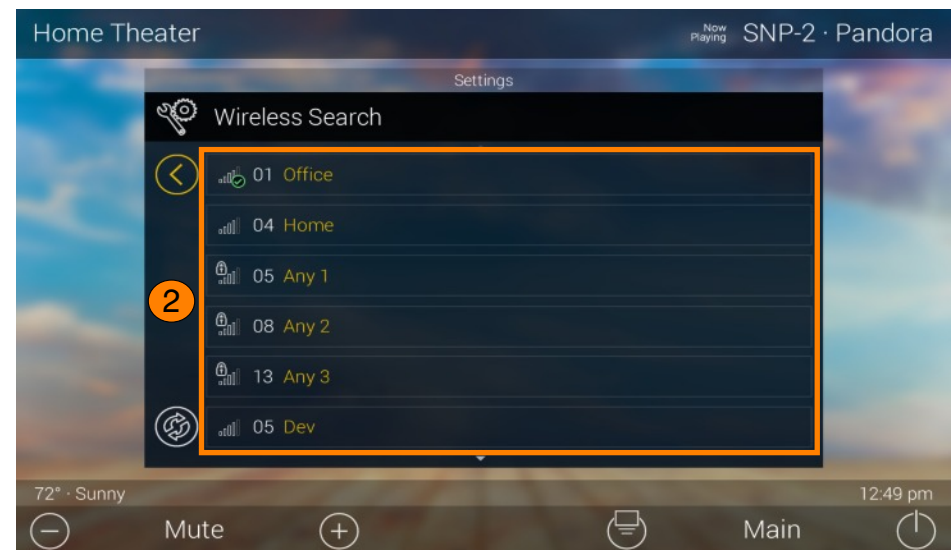 Home Theater
Now Playing SNP-2 · Pandora
Settings
Wireless Search
01 Office
04 Home
05 Any 1
2
08 Any 2
13 Any 3
05 Dev
72° · Sunny
12:49 pm
Mute
Main